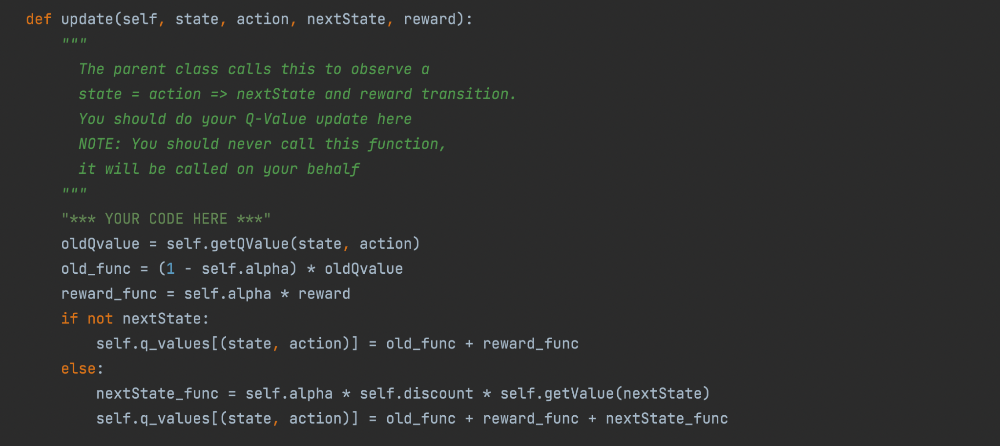 def update(self, state, action, nextState, reward):
"""
The parent class calls this to observe a
state = action => nextState and reward transition.
You should do your Q-Value update here
NOTE: You should never call this function,
it will be called on your behalf
"""
"*** YOUR CODE HERE ***"
oldQvalue = self.getQValue(state, action)
old_func = (1 - self.alpha) * oldQvalue
reward_func = self.alpha * reward
if not nextState:
self.q_values[(state, action)] = old_func + reward_func
else:
nextState_func = self.alpha * self.discount * self.getValue(nextState)
self.q_values[(state, action)] = old_func + reward_func + nextState_func